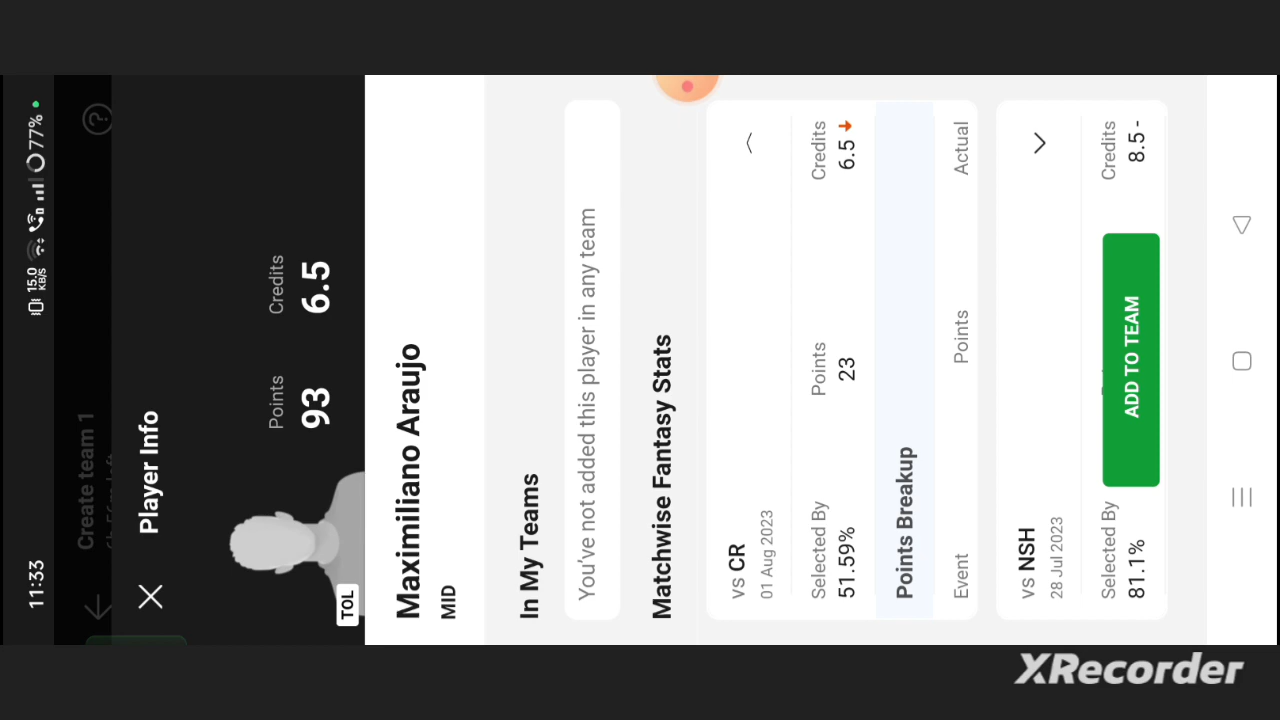 11:33
15.0
KB/S
77%
Create team 1
Player Info
Points
Credits
93
6.5
TOL
Maximiliano Araujo
MID
In My Teams
You've not added this player in any team
Matchwise Fantasy Stats
vs CR
01 Aug 2023
Selected By
Points
Credits
51.59%
23
6.5
Points Breakup
Event
Points
Actual
vs NSH
28 Jul 2023
Selected By
Credits
81.1%
8.5 -
ADD TO TEAM
XRecorder